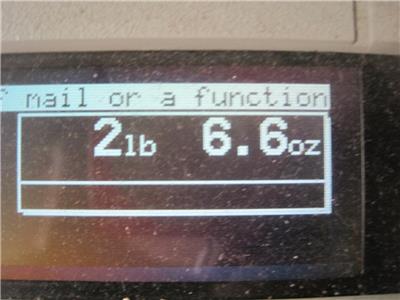 mail or a function
2lb 6.6oz